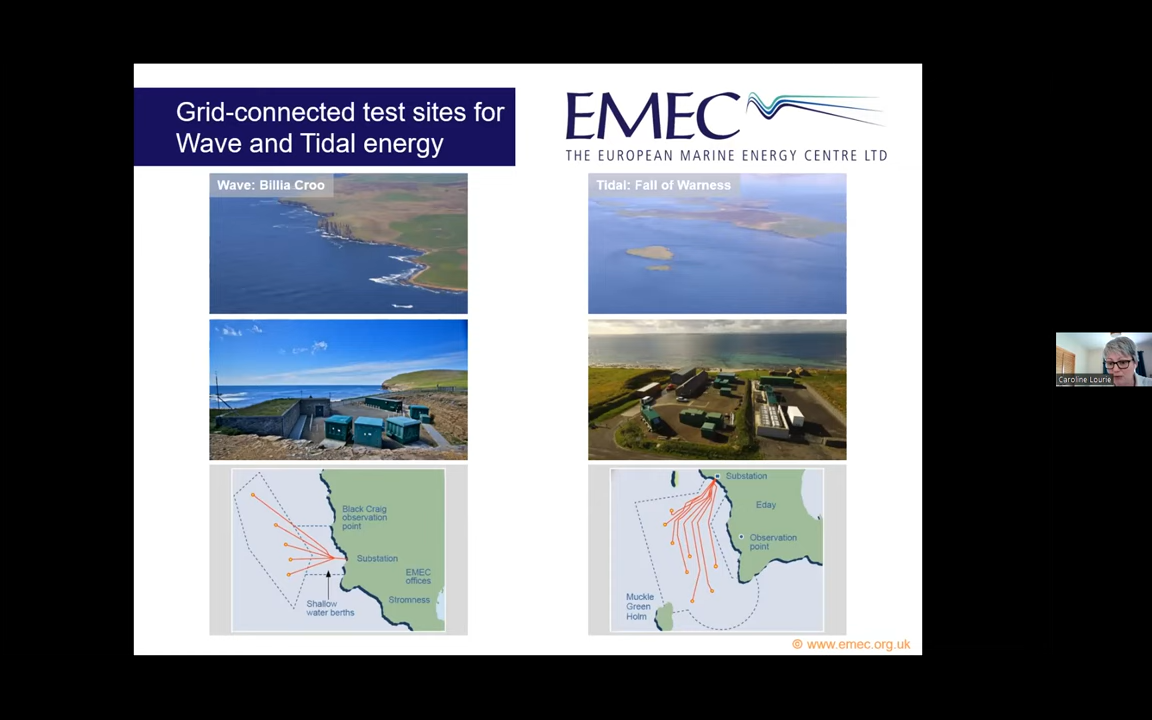 Grid-connected test sites for
Wave and Tidal energy
EMEC
THE EUROPEAN MARINE ENERGY CENTRE LTD
Wave: Billia Croo
Tidal: Fall of Warness
Black Craig
observation
point
Substation
EMEC
offices
Stromness
Shallow
water berths
Substation
Eday
Observation
point
Muckle
Green
Holm
© www.emec.org.uk
Caroline Lourie